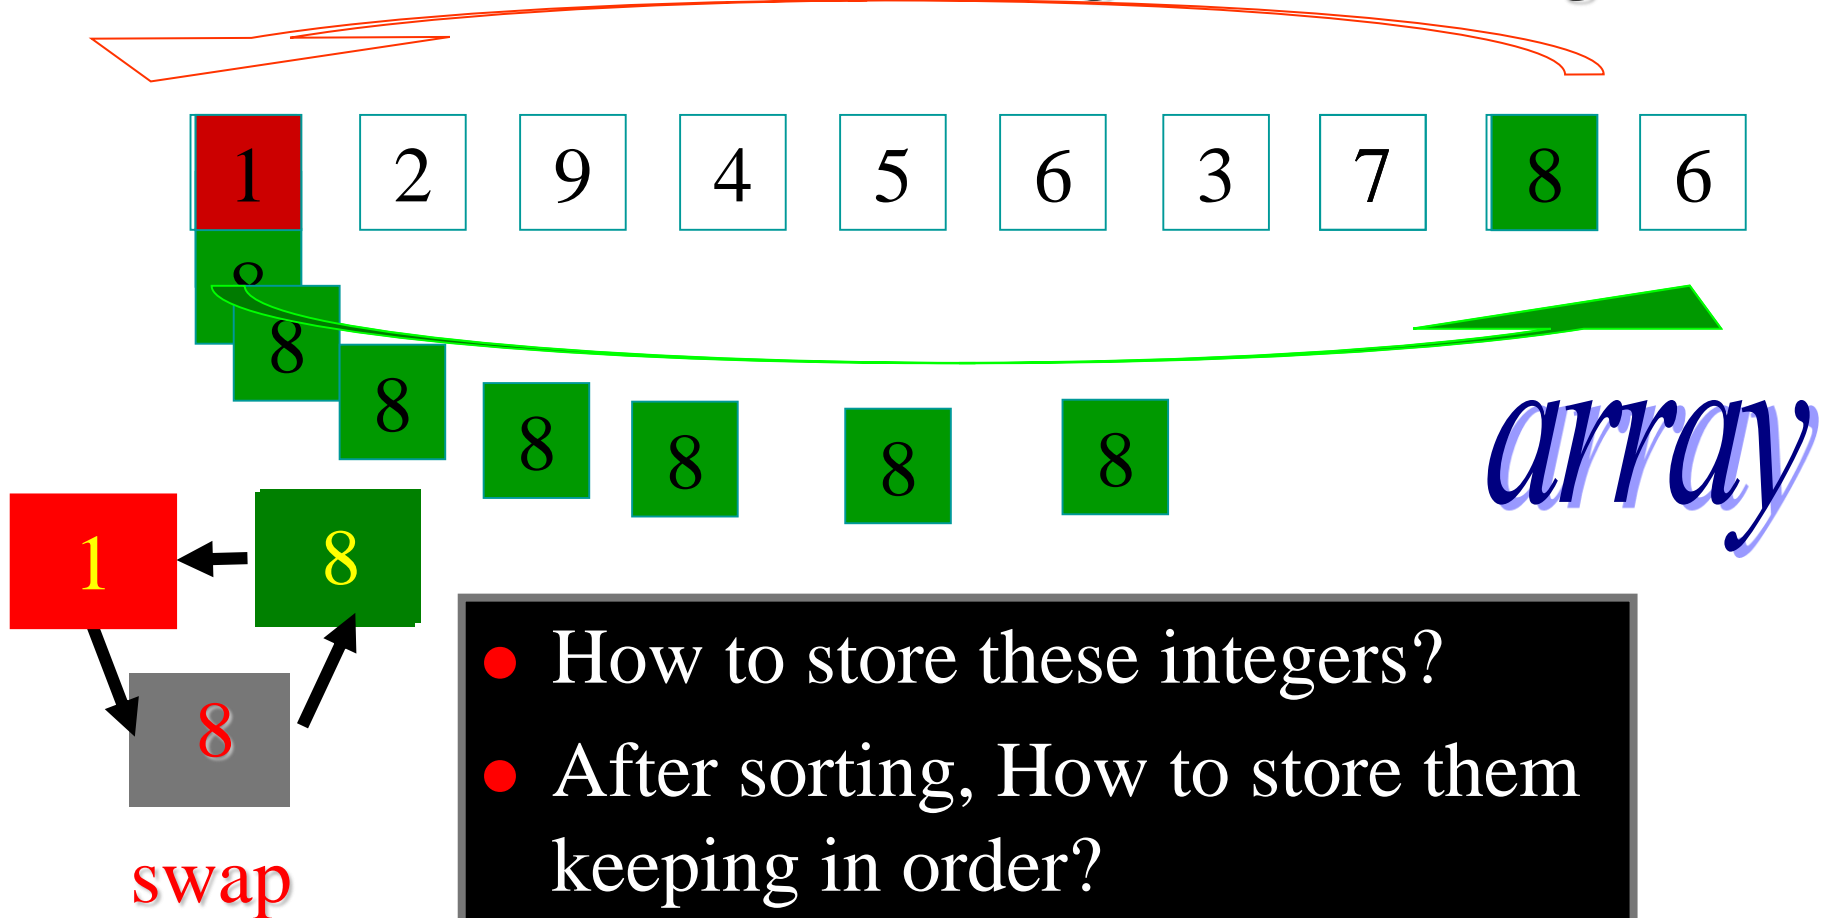 1 2 9 4 5 6 3 7 8 6
8
8
8
8
8
8
8
array
1 8
8
swap
How to store these integers?
After sorting, How to store them
keeping in order?